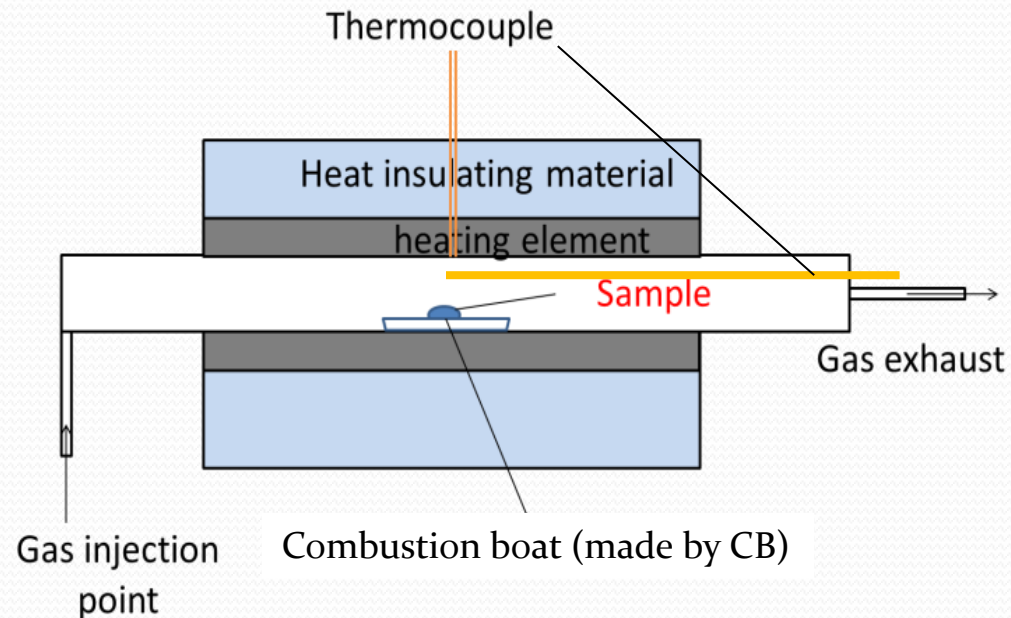 Thermocouple
Heat insulating material
heating element
Sample
Gas exhaust
Combustion boat (made by CB)
Gas injection
point